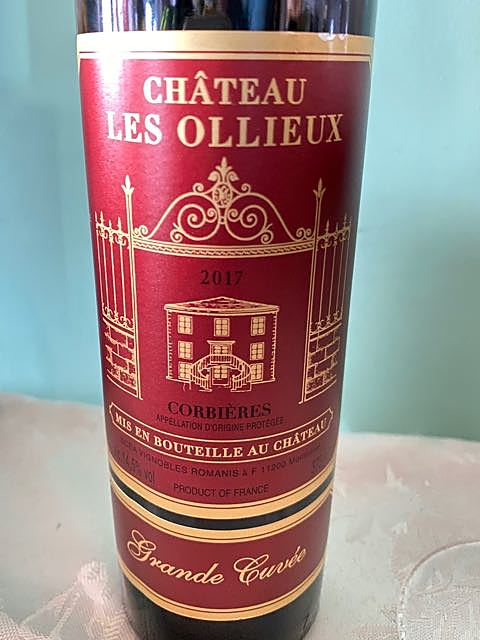 CHÂTEAU
LES OLLIEUX
2017
CORBIÈRES
APPELLATION D'ORIGINE PROTÉGÉE
MIS EN BOUTEILLE AU CHÂTEAU
VIGNOBLES ROMANIS & F 11200
vol
PRODUCT OF FRANCE
Grande Cuvée